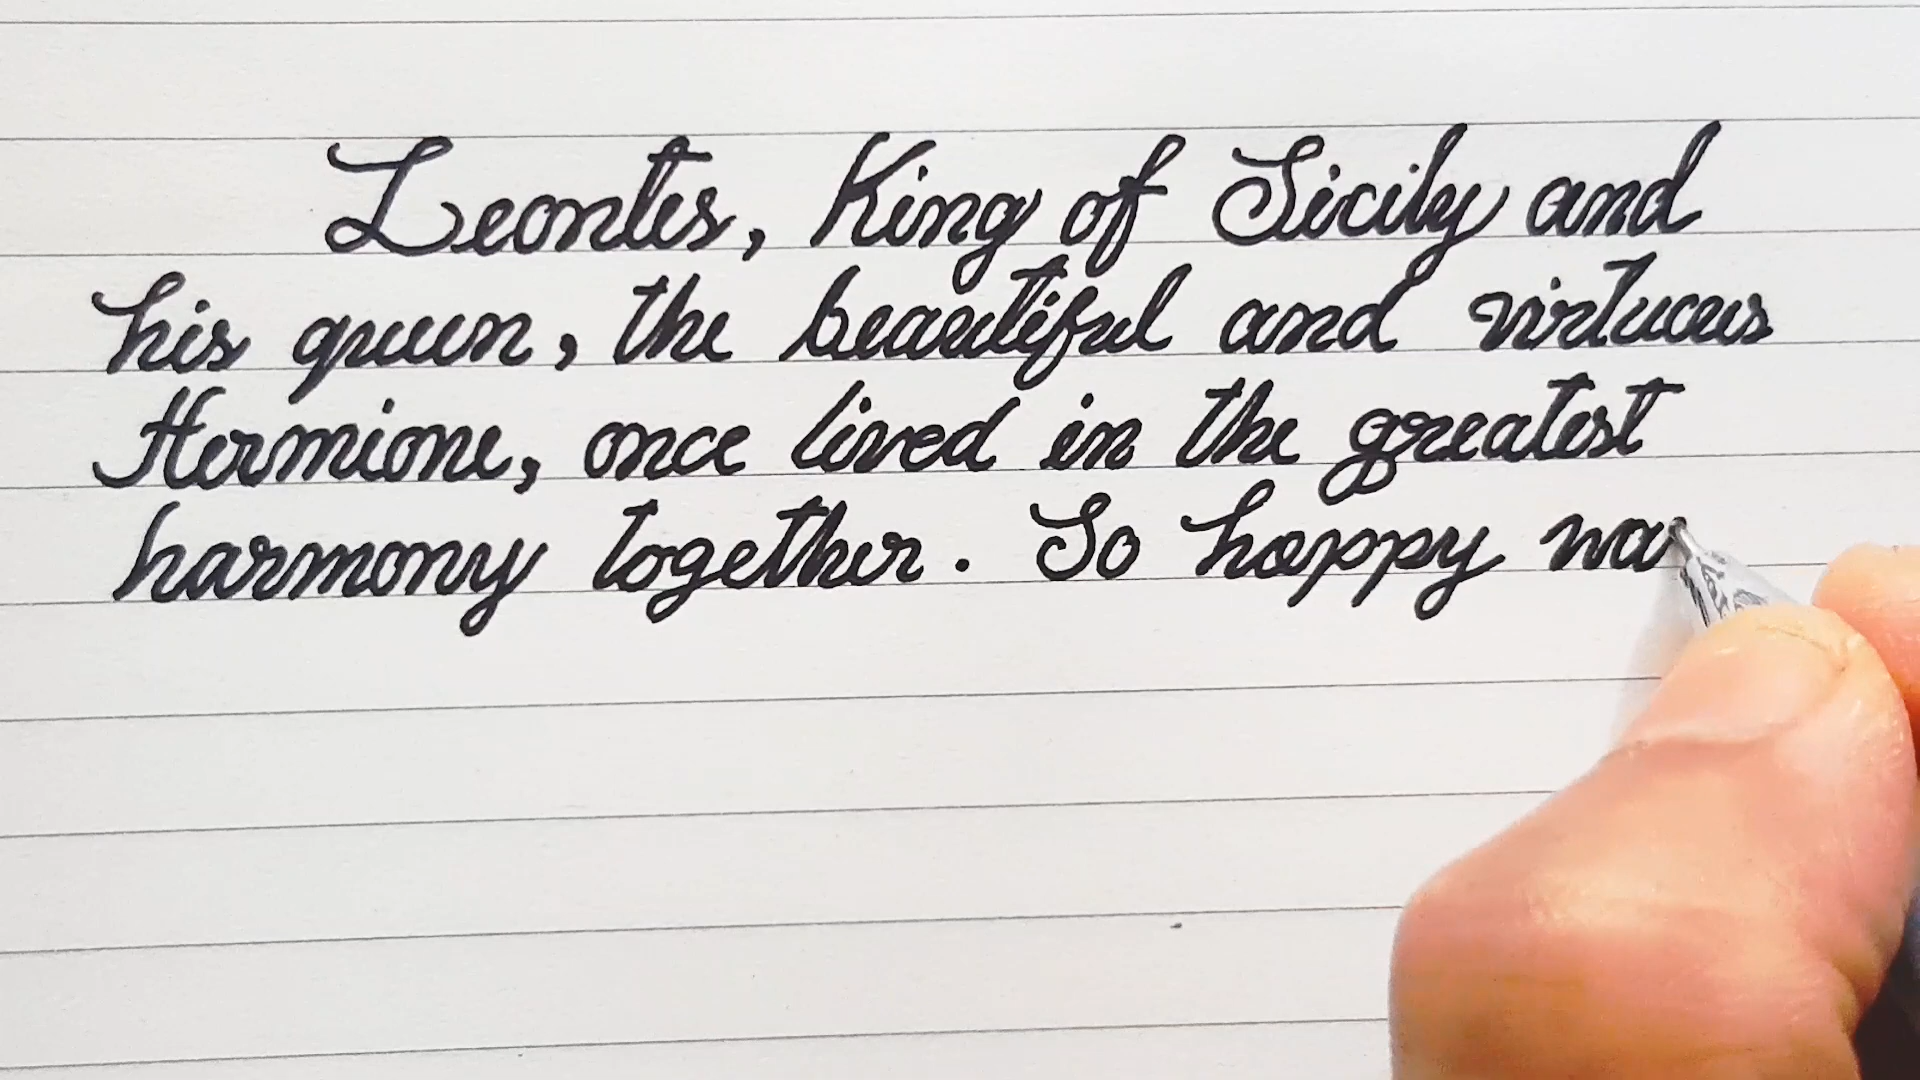 Leontes, King of Sicily and
his queen, the beautiful and virtuous
Hermione, once lived in the greatest
harmony together. So happy wa